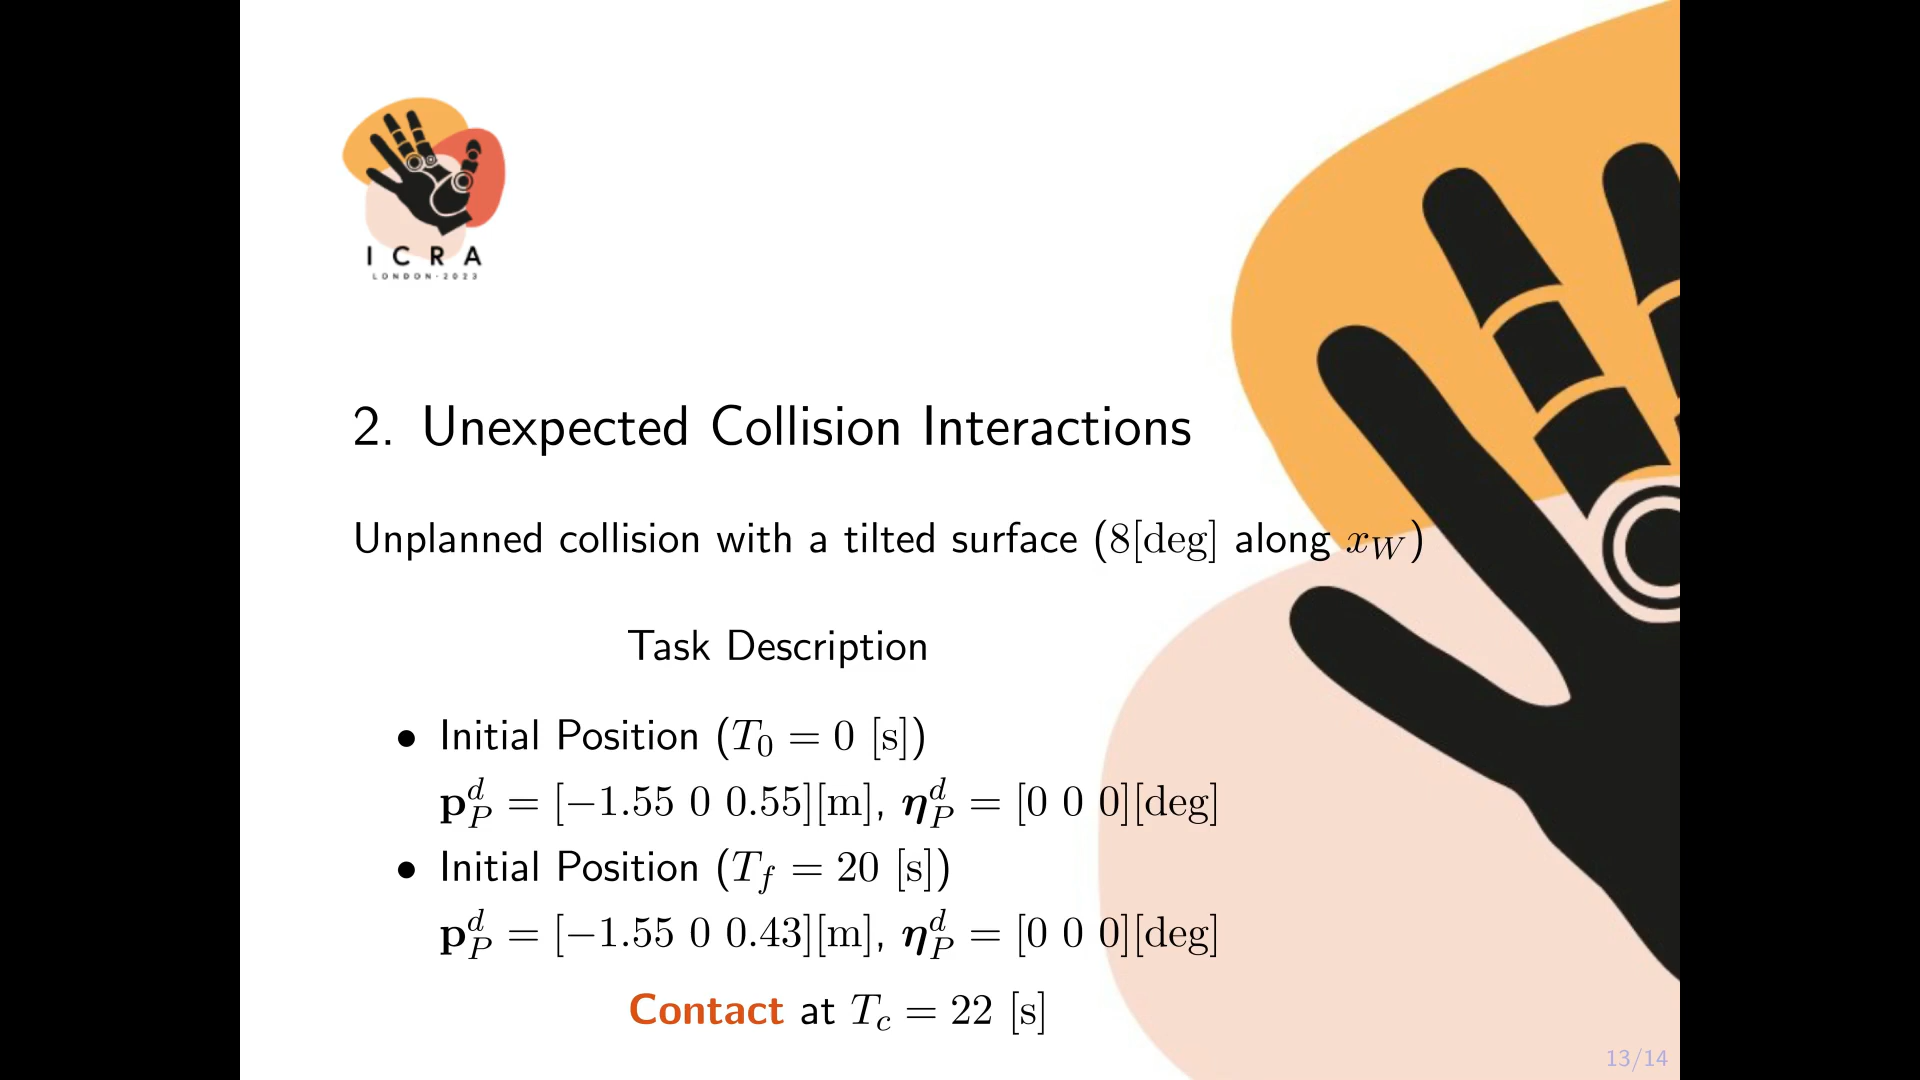 ICRA
LONDON·2023
2. Unexpected Collision Interactions
Unplanned collision with a tilted surface (8[deg] along x_W)
Task Description
• Initial Position (T_0 = 0 [s])
p_P^d = [−1.55 0 0.55][m], η_P^d = [0 0 0][deg]
• Initial Position (T_f = 20 [s])
p_P^d = [−1.55 0 0.43][m], η_P^d = [0 0 0][deg]
Contact at T_c = 22 [s]
13/14